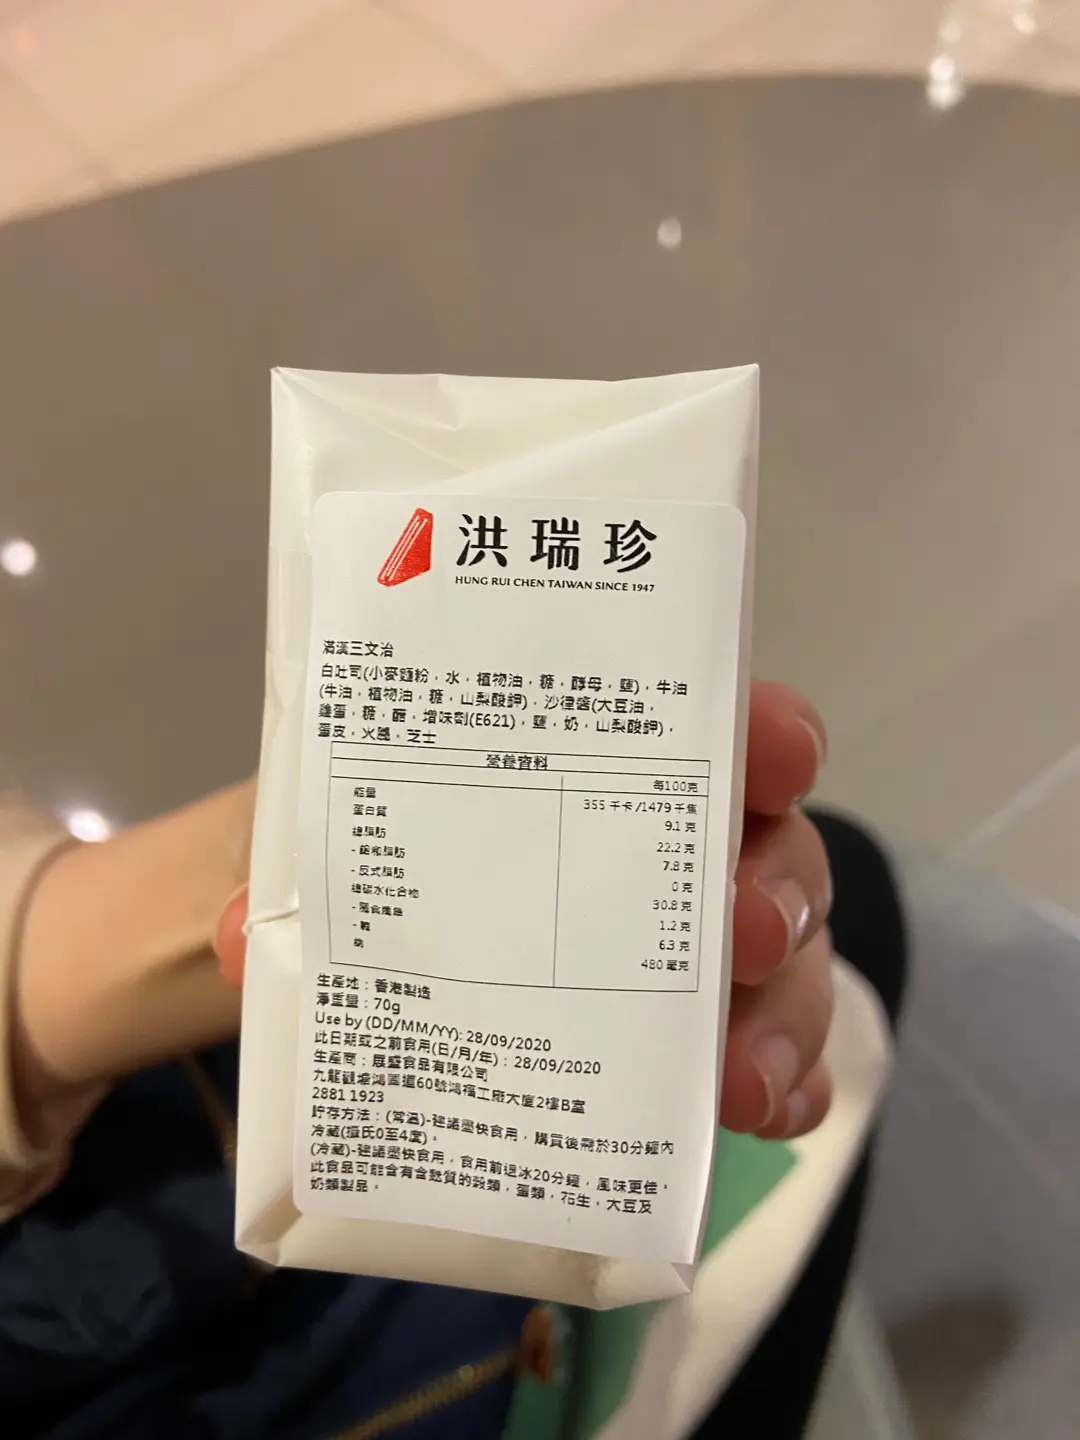 洪瑞珍
HUNG RUI CHEN TAIWAN SINCE 1947
滿漢三文治
白吐司(小麥麵粉，水，植物油，糖，酵母，鹽)，牛油
(牛油，植物油，糖，山梨酸鉀)，沙律醬(大豆油，
雞蛋，糖，醋，增味劑(E621)，鹽，奶，山梨酸鉀)，
蛋皮，火腿，芝士
營養資料
每100克
能量 355 千卡/1479 千焦
蛋白質 9.1 克
總脂肪 22.2 克
- 飽和脂肪 7.8 克
- 反式脂肪 0 克
總碳水化合物 30.8 克
- 膳食纖維 1.2 克
- 糖 6.3 克
鈉 480 毫克
生產地：香港製造
淨重量：70g
Use by (DD/MM/YY): 28/09/2020
此日期或之前食用(日/月/年)：28/09/2020
生產商：展盛食品有限公司
九龍觀塘鴻圖道60號鴻福工廠大廈2樓B室
2881 1923
貯存方法：(常溫)-建議盡快食用，購買後需於30分鐘內
冷藏(攝氏0至4度)。
(冷藏)-建議盡快食用，食用前退冰20分鐘，風味更佳。
此食品可能含有含麩質的穀類，蛋類，花生，大豆及
奶類製品。